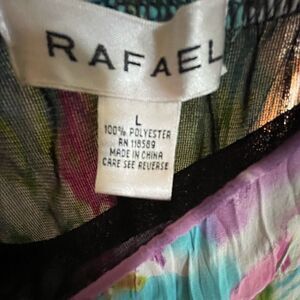 RAFAEL
L
100% POLYESTER
RN 118589
MADE IN CHINA
CARE SEE REVERSE